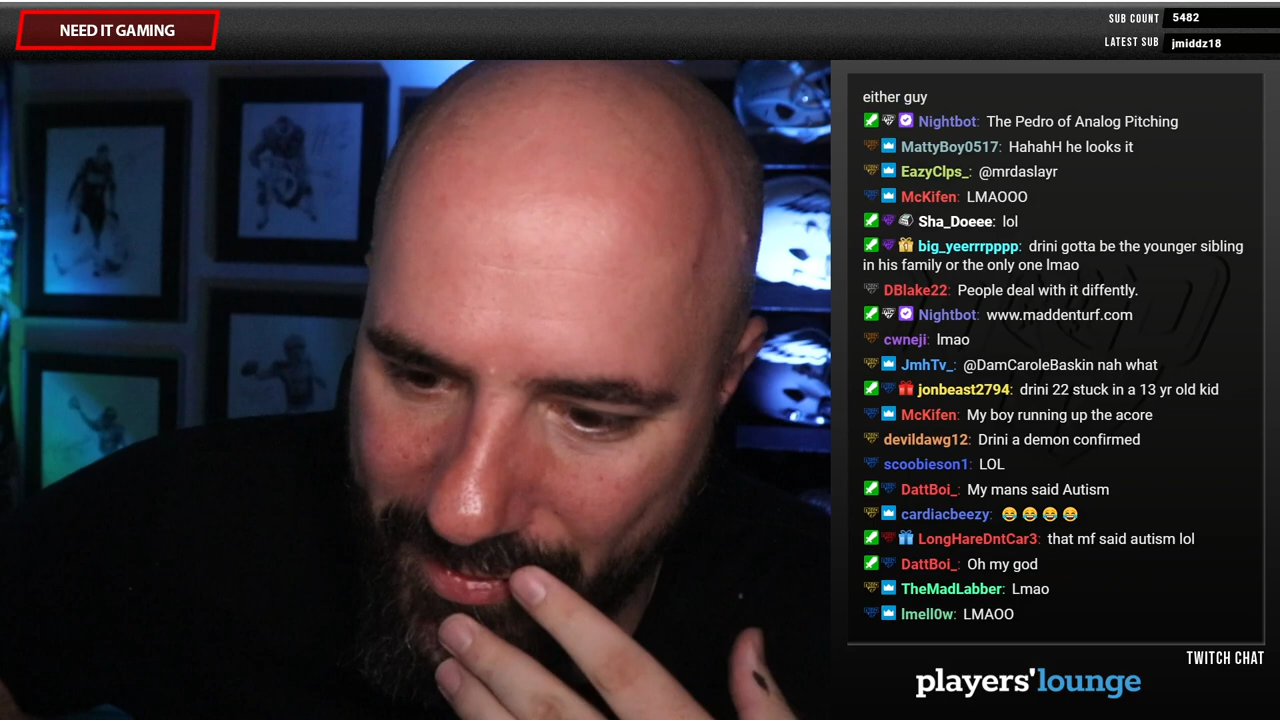 NEED IT GAMING
SUB COUNT 5482
LATEST SUB jmiddz18
either guy
Nightbot: The Pedro of Analog Pitching
MattyBoy0517: HahahH he looks it
EazyClps_: @mrdaslayr
McKifen: LMAOOO
Sha_Doeee: lol
big_yeerrrpppp: drini gotta be the younger sibling
in his family or the only one lmao
DBlake22: People deal with it diffently.
Nightbot: www.maddenturf.com
cwneji: lmao
JmhTv_: @DamCaroleBaskin nah what
jonbeast2794: drini 22 stuck in a 13 yr old kid
McKifen: My boy running up the acore
devildawg12: Drini a demon confirmed
scoobieson1: LOL
DattBoi_: My mans said Autism
cardiacbeezy: 😂 😂 😂 😂
LongHareDntCar3: that mf said autism lol
DattBoi_: Oh my god
TheMadLabber: Lmao
lmell0w: LMAOO
TWITCH CHAT
players'lounge